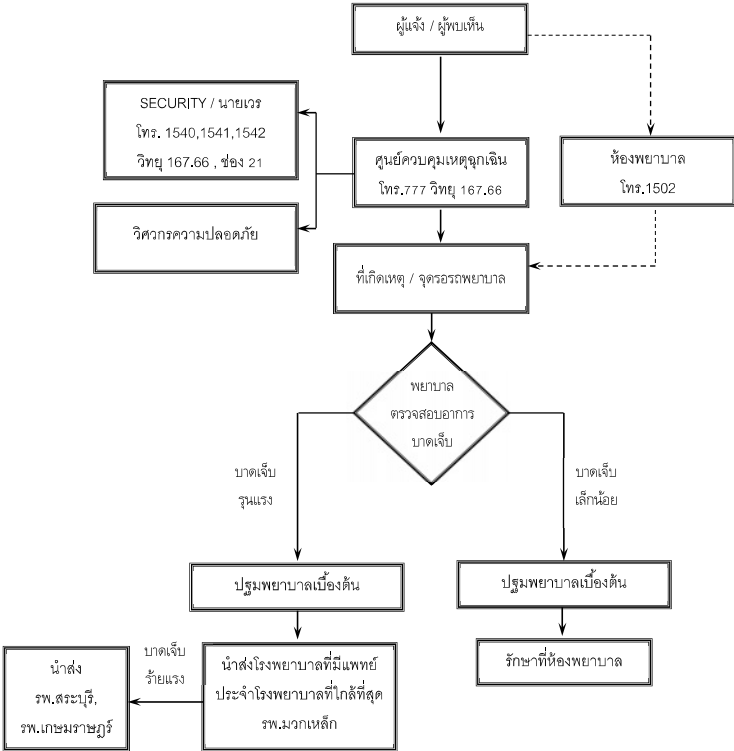 ผู้แจ้ง / ผู้พบเห็น
SECURITY / นายเวร
โทร. 1540,1541,1542
วิทยุ 167.66 , ช่อง 21
ศูนย์ควบคุมเหตุฉุกเฉิน
โทร.777 วิทยุ 167.66
ห้องพยาบาล
โทร.1502
วิศวกรความปลอดภัย
ที่เกิดเหตุ / จุดรอรถพยาบาล
พยาบาล
ตรวจสอบอาการ
บาดเจ็บ
บาดเจ็บ
รุนแรง
บาดเจ็บ
เล็กน้อย
ปฐมพยาบาลเบื้องต้น
ปฐมพยาบาลเบื้องต้น
นำส่งโรงพยาบาลที่มีแพทย์
ประจำโรงพยาบาลที่ใกล้ที่สุด
รพ.มวกเหล็ก
รักษาที่ห้องพยาบาล
บาดเจ็บ
ร้ายแรง
นำส่ง
รพ.สระบุรี,
รพ.เกษมราษฎร์